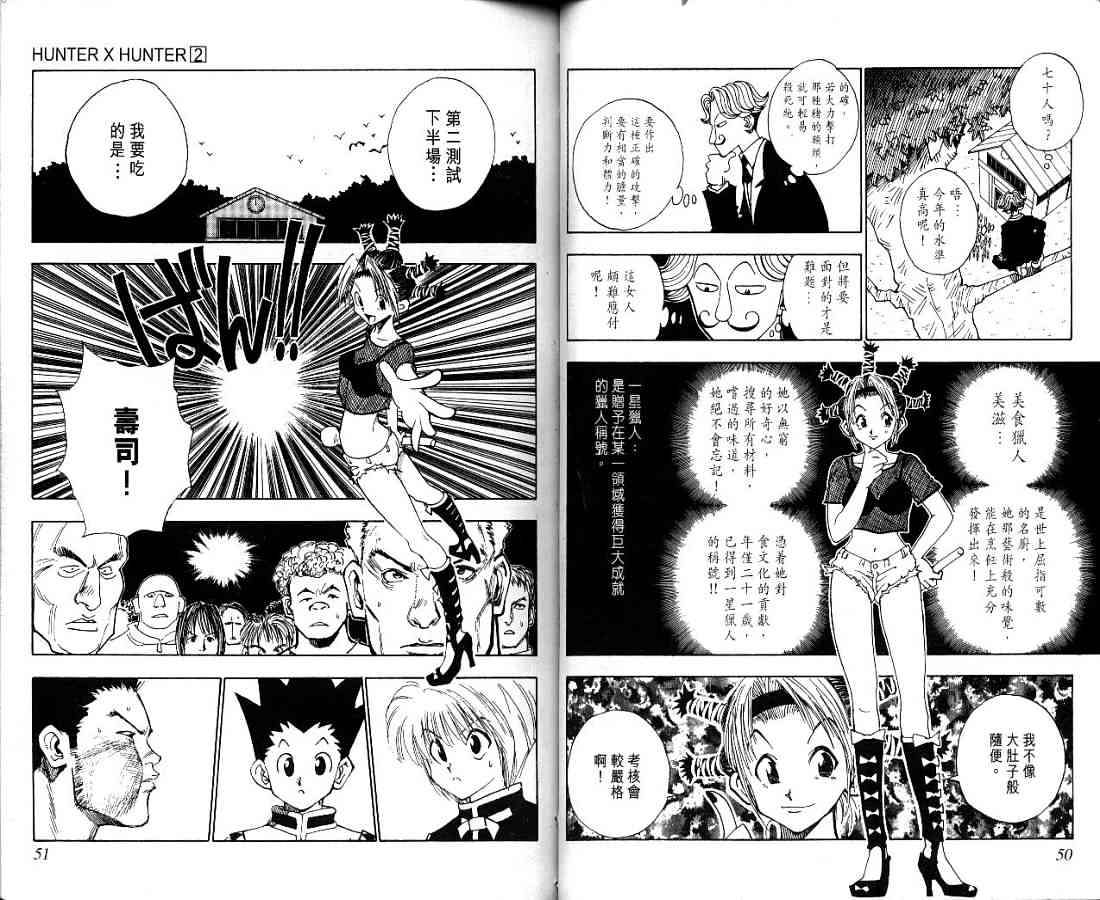 七十人嗎？
唔⋯
今年的水準
真高呢！
的確，
若大力擊打
那種豬的額頭，
就可輕易
殺死牠。
要作出
這種正確的攻擊，
要有相當的膽量、
判斷力和體力！
但將要
面對的才是
難題⋯
這女人
頗難應付
呢！
美食獵人
美滋⋯
是世上屈指可數
的名廚，
她那藝術般的味覺，
能在烹飪上充分
發揮出來！
她以無窮
的好奇心，
搜尋所有材料，
嚐過的味道，
她絕不會忘記！
憑着她對
食文化的貢獻，
年僅二十一歲，
已得到一星獵人
的稱號!!
一星獵人：
是贈予在某一領域獲得巨大成就
的獵人稱號。
我不像
大肚子般
隨便。
考核會
較嚴格
啊！
50
HUNTER X HUNTER 2
第二測試
下半場⋯
我要吃
的是⋯
ばん!!
壽司！
51